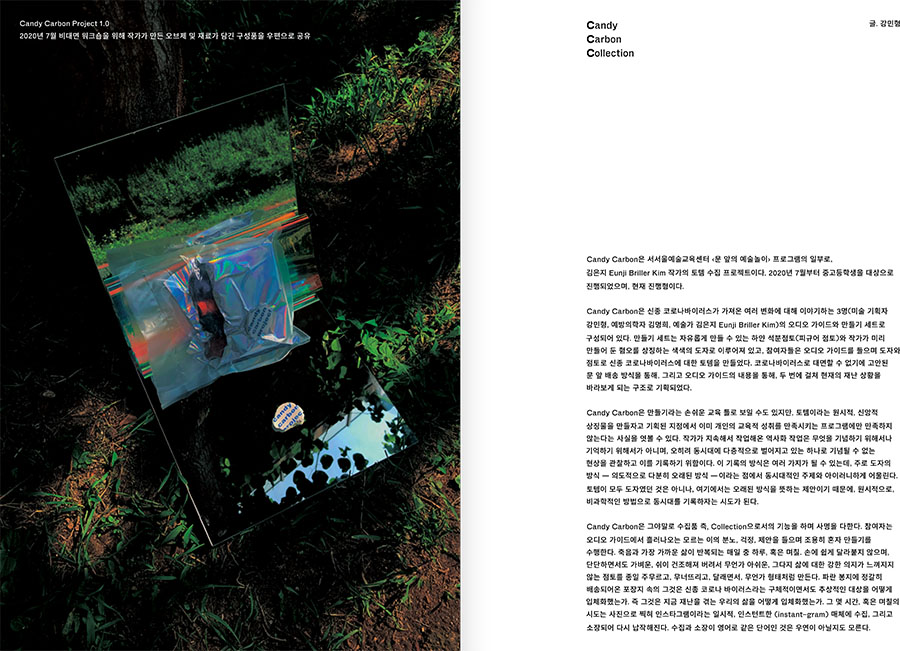 Candy Carbon Project 1.0
2020년 7월 비대면 워크숍을 위해 작가가 만든 오브제 및 재료가 담긴 구성품을 우편으로 공유
Candy
Carbon
Collection
글. 강민형
Candy Carbon은 서서울예술교육센터 ‹문 앞의 예술놀이› 프로그램의 일부로,
김은지 Eunji Briller Kim 작가의 토템 수집 프로젝트이다. 2020년 7월부터 중고등학생을 대상으로
진행되었으며, 현재 진행형이다.
Candy Carbon은 신종 코로나바이러스가 가져온 여러 변화에 대해 이야기하는 3명(미술 기획자
강민형, 예방의학자 김명희, 예술가 김은지 Eunji Briller Kim)의 오디오 가이드와 만들기 세트로
구성되어 있다. 만들기 세트는 자유롭게 만들 수 있는 하얀 석분점토(피규어 점토)와 작가가 미리
만들어 둔 혐오를 상징하는 색색의 도자로 이루어져 있고, 참여자들은 오디오 가이드를 들으며 도자와
점토로 신종 코로나바이러스에 대한 토템을 만들었다. 코로나바이러스로 대면할 수 없기에 고안된
문 앞 배송 방식을 통해, 그리고 오디오 가이드의 내용을 통해, 두 번에 걸쳐 현재의 재난 상황을
바라보게 되는 구조로 기획되었다.
Candy Carbon은 만들기라는 손쉬운 교육 틀로 보일 수도 있지만, 토템이라는 원시적, 신앙적
상징물을 만들자고 기획된 지점에서 이미 개인의 교육적 성취를 만족시키는 프로그램에만 만족하지
않는다는 사실을 엿볼 수 있다. 작가가 지속해서 작업해온 역사화 작업은 무엇을 기념하기 위해서나
기억하기 위해서가 아니며, 오히려 동시대에 다층적으로 벌어지고 있는 하나로 기념될 수 없는
현상을 관찰하고 이를 기록하기 위함이다. 이 기록의 방식은 여러 가지가 될 수 있는데, 주로 도자의
방식 — 의도적으로 다분히 오래된 방식 — 이라는 점에서 동시대적인 주제와 아이러니하게 어울린다.
토템이 모두 도자였던 것은 아니나, 여기에서는 오래된 방식을 뜻하는 제안이기 때문에, 원시적으로,
비과학적인 방법으로 동시대를 기록하자는 시도가 된다.
Candy Carbon은 그야말로 수집품 즉, Collection으로서의 기능을 하며 사명을 다한다. 참여자는
오디오 가이드에서 흘러나오는 모르는 이의 분노, 걱정, 제안을 들으며 조용히 혼자 만들기를
수행한다. 죽음과 가장 가까운 삶이 반복되는 매일 중 하루, 혹은 며칠. 손에 쉽게 달라붙지 않으며,
단단하면서도 가벼운, 쉬이 건조해져 버려서 무언가 아쉬운, 그다지 삶에 대한 강한 의지가 느껴지지
않는 점토를 종일 주무르고, 무너뜨리고, 달래면서, 무언가 형태처럼 만든다. 파란 봉지에 정갈히
배송되어온 포장지 속의 그것은 신종 코로나 바이러스라는 구체적이면서도 추상적인 대상을 어떻게
입체화했는가. 즉 그것은 지금 재난을 겪는 우리의 삶을 어떻게 입체화했는가. 그 몇 시간, 혹은 며칠의
시도는 사진으로 찍혀 인스타그램이라는 일시적, 인스턴트한 (instant-gram) 매체에 수집, 그리고
소장되어 다시 납작해진다. 수집과 소장이 영어로 같은 단어인 것은 우연이 아닐지도 모른다.
Candy
carbon
project